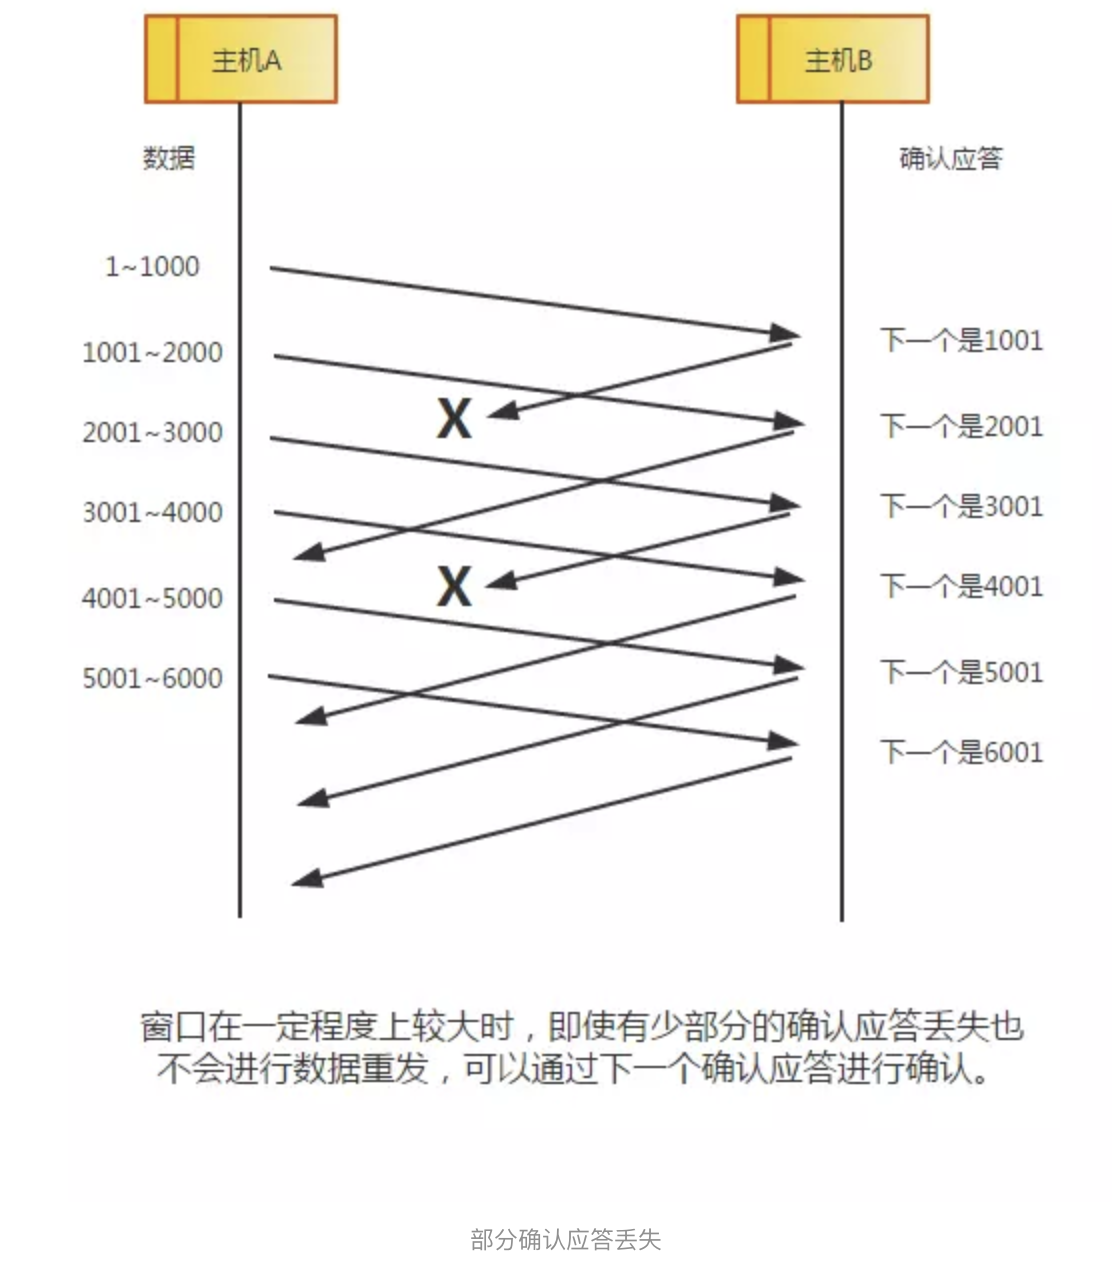 主机A
主机B
数据
确认应答
1~1000
下一个是1001
1001~2000
下一个是2001
X
2001~3000
下一个是3001
3001~4000
下一个是4001
X
4001~5000
下一个是5001
5001~6000
下一个是6001
窗口在一定程度上较大时，即使有少部分的确认应答丢失也
不会进行数据重发，可以通过下一个确认应答进行确认。
部分确认应答丢失